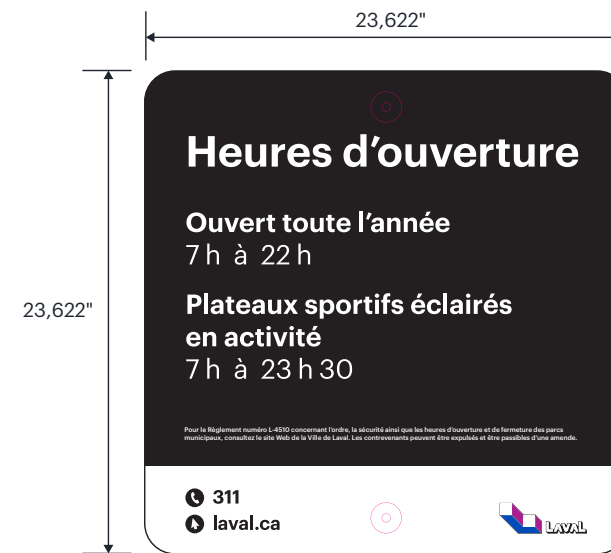 23,622"
23,622"
Heures d’ouverture
Ouvert toute l’année
7 h à 22 h
Plateaux sportifs éclairés
en activité
7 h à 23 h 30
Pour le Règlement numéro L-4510 concernant l’ordre, la sécurité ainsi que les heures d’ouverture et de fermeture des parcs
municipaux, consultez le site Web de la Ville de Laval. Les contrevenants peuvent être expulsés et être passibles d’une amende.
311
laval.ca
LAVAL